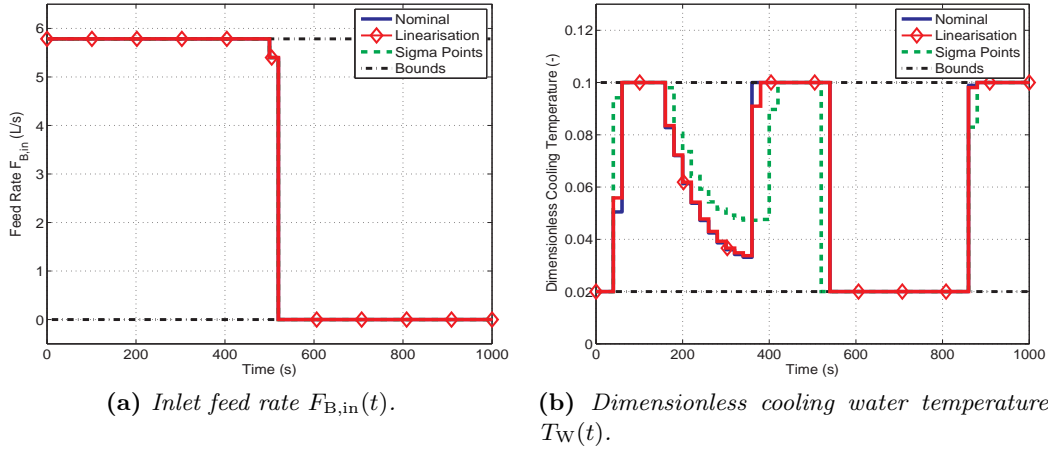 Nominal
Linearisation
Sigma Points
Bounds
Feed Rate F_B,in (L/s)
6
5
4
3
2
1
0
0 200 400 600 800 1000
Time (s)
(a) Inlet feed rate F_B,in(t).
Nominal
Linearisation
Sigma Points
Bounds
Dimensionless Cooling Temperature (-)
0.12
0.1
0.08
0.06
0.04
0.02
0
0 200 400 600 800 1000
Time (s)
(b) Dimensionless cooling water temperature
T_W(t).